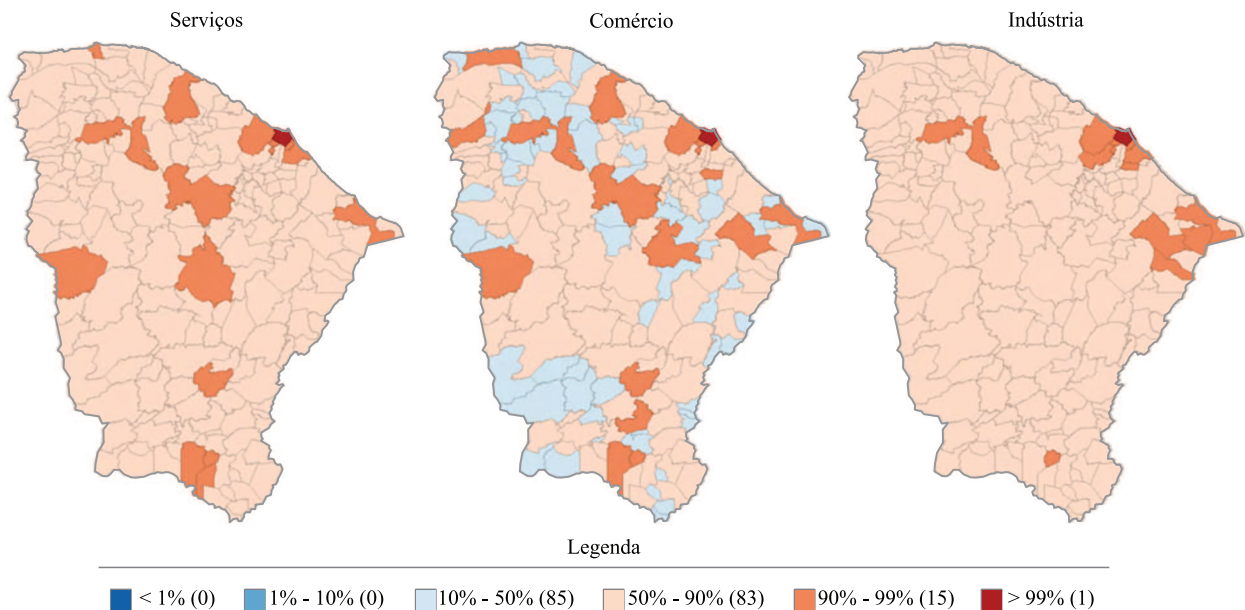 Serviços
Comércio
Indústria
Legenda
< 1% (0)
1% - 10% (0)
10% - 50% (85)
50% - 90% (83)
90% - 99% (15)
> 99% (1)